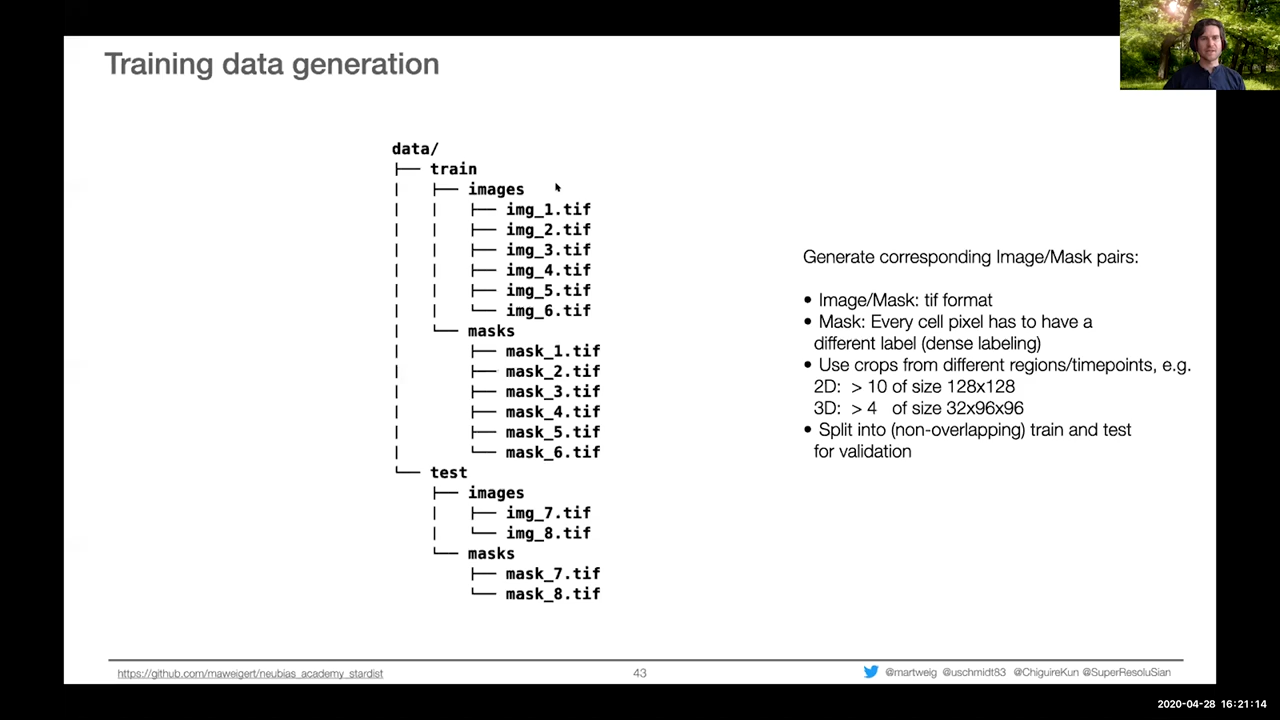 Training data generation
data/
├── train
│   ├── images
│   │   ├── img_1.tif
│   │   ├── img_2.tif
│   │   ├── img_3.tif
│   │   ├── img_4.tif
│   │   ├── img_5.tif
│   │   └── img_6.tif
│   └── masks
│       ├── mask_1.tif
│       ├── mask_2.tif
│       ├── mask_3.tif
│       ├── mask_4.tif
│       ├── mask_5.tif
│       └── mask_6.tif
└── test
    ├── images
    │   ├── img_7.tif
    │   └── img_8.tif
    └── masks
        ├── mask_7.tif
        └── mask_8.tif
Generate corresponding Image/Mask pairs:
• Image/Mask: tif format
• Mask: Every cell pixel has to have a
different label (dense labeling)
• Use crops from different regions/timepoints, e.g.
2D: > 10 of size 128x128
3D: > 4 of size 32x96x96
• Split into (non-overlapping) train and test
for validation
https://github.com/maweigert/neubias_academy_stardist
43
@martweig @uschmidt83 @ChiguireKun @SuperResoluSian
2020-04-28 16:21:14